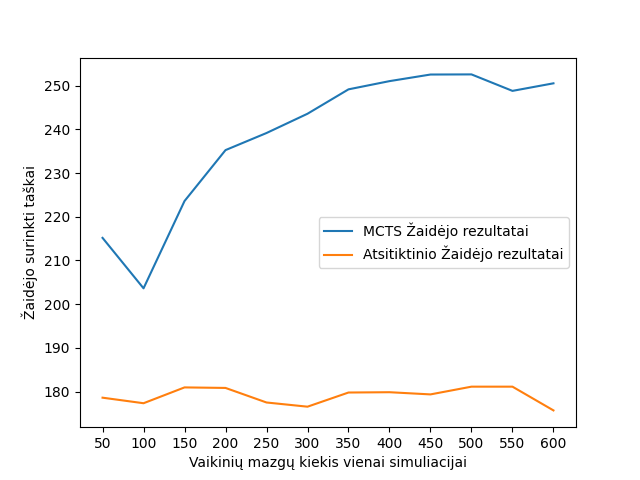 250
240
230
220
210
200
190
180
Žaidėjo surinkti taškai
MCTS Žaidėjo rezultatai
Atsitiktinio Žaidėjo rezultatai
50 100 150 200 250 300 350 400 450 500 550 600
Vaikinių mazgų kiekis vienai simuliacijai